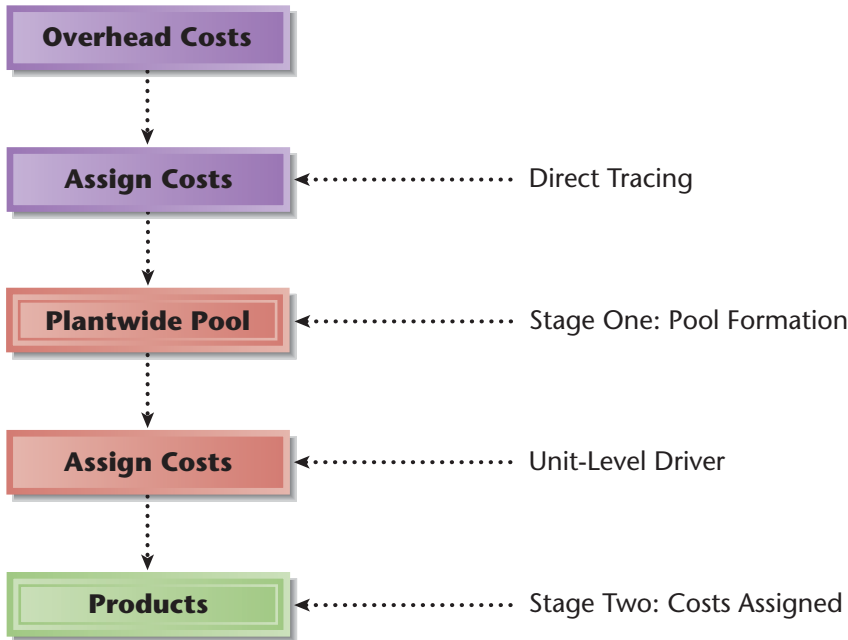 Overhead Costs
Assign Costs
Direct Tracing
Plantwide Pool
Stage One: Pool Formation
Assign Costs
Unit-Level Driver
Products
Stage Two: Costs Assigned